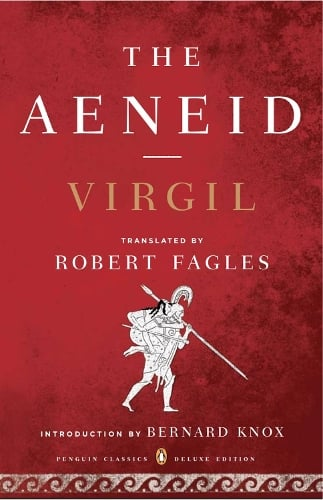 THE
AENEID
VIRGIL
TRANSLATED BY
ROBERT FAGLES
INTRODUCTION BY BERNARD KNOX
PENGUIN CLASSICS DELUXE EDITION